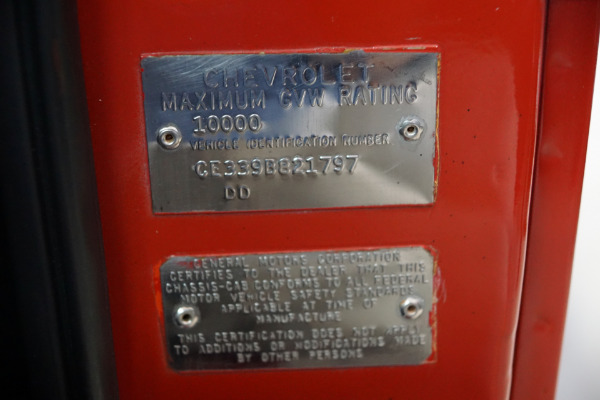 CHEVROLET
MAXIMUM GVW RATING
10000
VEHICLE IDENTIFICATION NUMBER
CE339B821797
DD
GENERAL MOTORS CORPORATION
CERTIFIES TO THE DEALER THAT THIS
CHASSIS-CAB CONFORMS TO ALL FEDERAL
MOTOR VEHICLE SAFETY STANDARDS
APPLICABLE AT TIME OF
MANUFACTURE
THIS CERTIFICATION DOES NOT APPLY
TO ADDITIONS OR MODIFICATIONS MADE
BY OTHER PERSONS